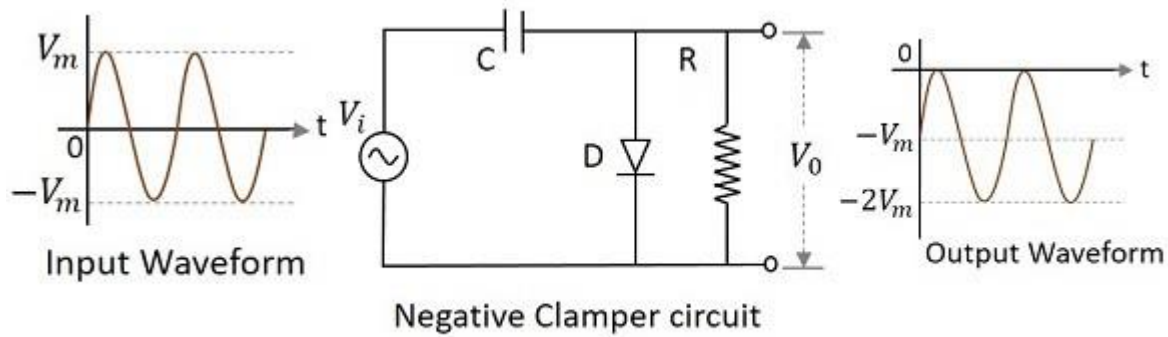 V_m
0
t
−V_m
Input Waveform
V_i
C
D
R
V_0
0
t
−V_m
−2V_m
Output Waveform
Negative Clamper circuit